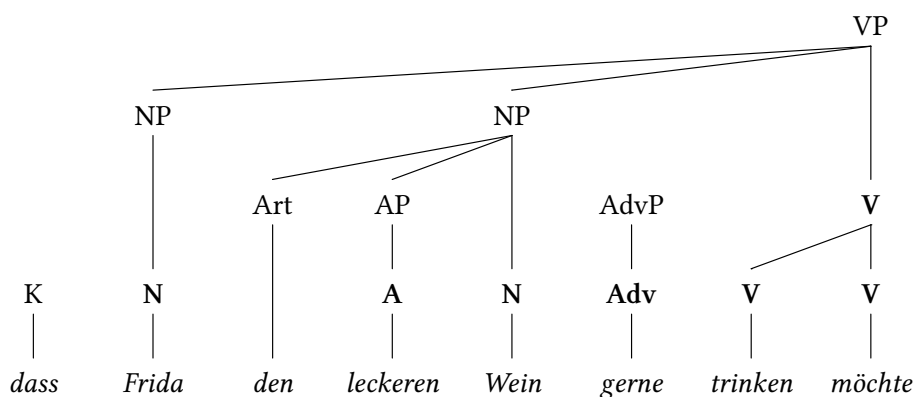 VP
NP NP
Art AP AdvP V
K N A N Adv V V
dass Frida den leckeren Wein gerne trinken möchte